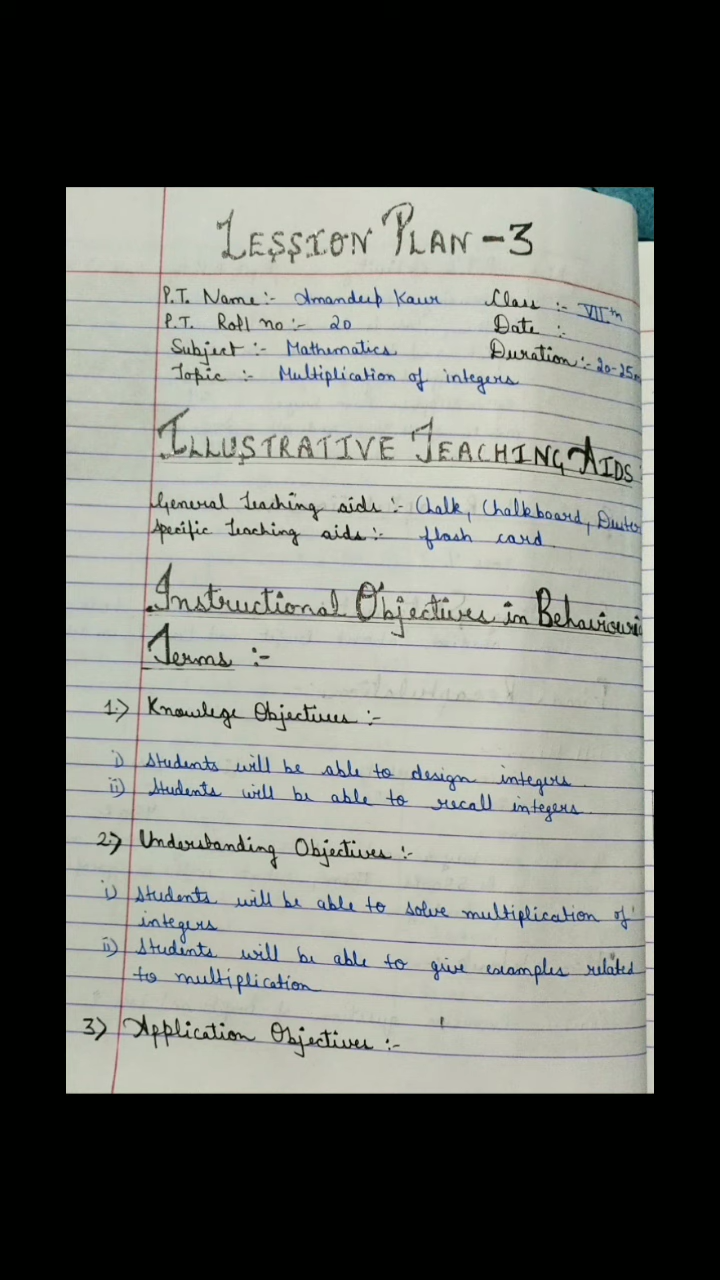 LESSION PLAN - 3
P.T. Name :- Amandeep Kaur Class :- VIIth
P.T. Roll no :- 20 Date :-
Subject :- Mathematics Duration :- 20-25m
Topic :- Multiplication of integers
ILLUSTRATIVE TEACHING AIDS
General teaching aids :- Chalk, Chalkboard, Duster
Specific teaching aids :- flash card
Instructional Objectives in Behaviouri
Terms :-
1.) Knowlege Objectives :-
i) Students will be able to design integers.
ii) Students will be able to recall integers.
2.) Understanding Objectives :-
i) Students will be able to solve multiplication of
integers
ii) Students will be able to give examples related
to multiplication
3.) Application Objectives :-